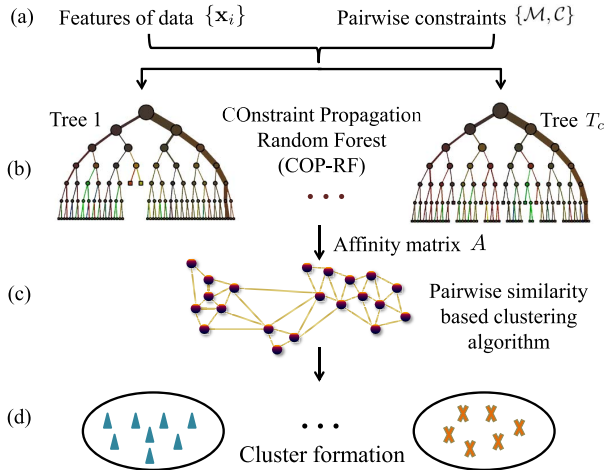 (a) Features of data {x_i} Pairwise constraints {M, C}
Tree 1 COnstraint Propagation Tree T_c
Random Forest
(b) (COP-RF)
Affinity matrix A
(c) Pairwise similarity
based clustering
algorithm
(d)
Cluster formation